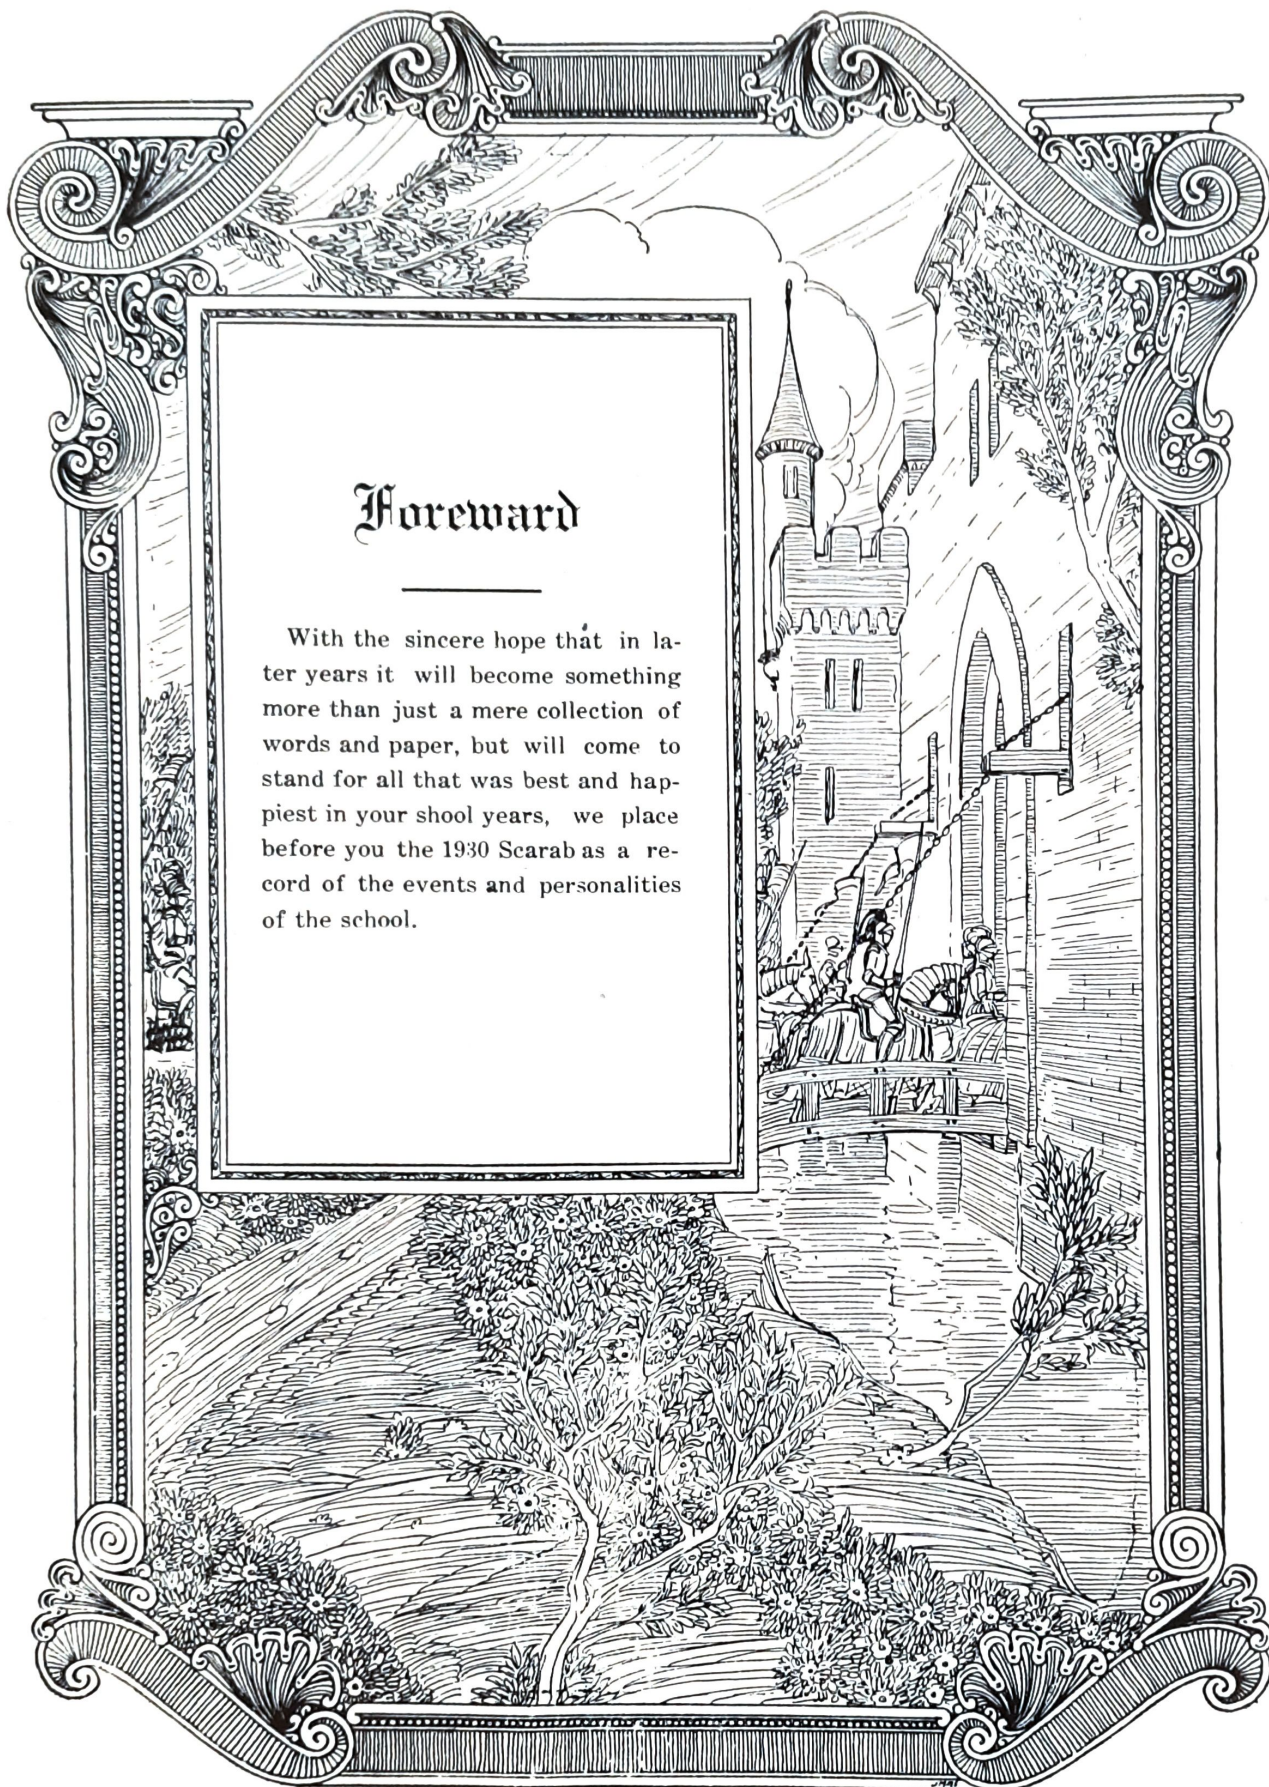 Foreward
With the sincere hope that in la-
ter years it will become something
more than just a mere collection of
words and paper, but will come to
stand for all that was best and hap-
piest in your shool years, we place
before you the 1930 Scarab as a re-
cord of the events and personalities
of the school.